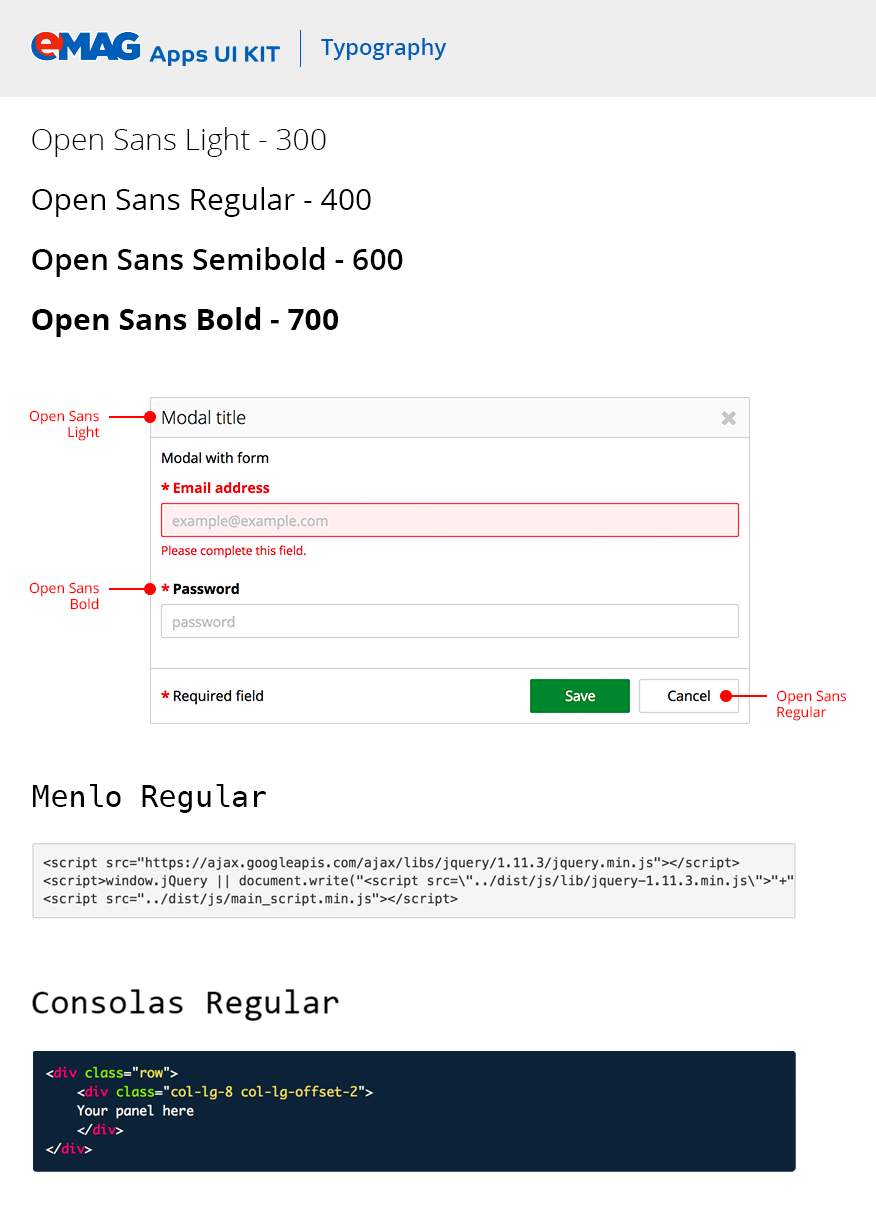 eMAG Apps UI KIT Typography
Open Sans Light - 300
Open Sans Regular - 400
Open Sans Semibold - 600
Open Sans Bold - 700
Open Sans
Light
Modal title
Modal with form
* Email address
example@example.com
Please complete this field.
Open Sans
Bold
* Password
password
* Required field
Save
Cancel
Open Sans
Regular
Menlo Regular
<script src="https://ajax.googleapis.com/ajax/libs/jquery/1.11.3/jquery.min.js"></script>
<script>window.jQuery || document.write("<script src=\"../dist/js/lib/jquery-1.11.3.min.js\">"+"
<script src="../dist/js/main_script.min.js"></script>
Consolas Regular
<div class="row">
    <div class="col-lg-8 col-lg-offset-2">
    Your panel here
    </div>
</div>